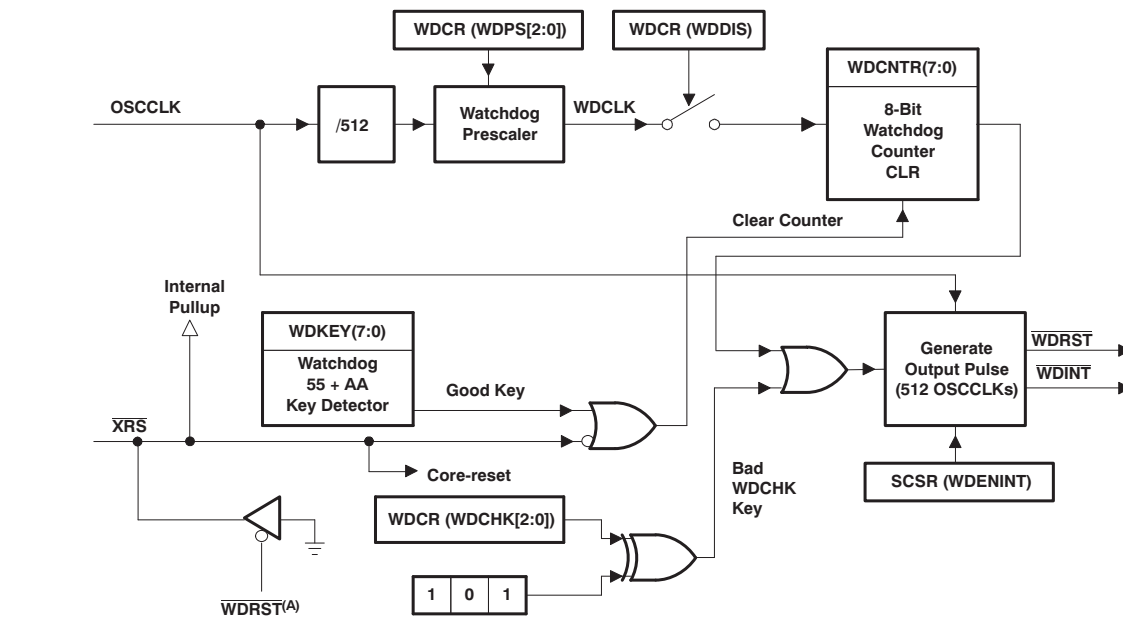 WDCR (WDPS[2:0])
WDCR (WDDIS)
WDCNTR(7:0)
OSCCLK
/512
Watchdog
Prescaler
WDCLK
8-Bit
Watchdog
Counter
CLR
Clear Counter
Internal
Pullup
WDKEY(7:0)
Watchdog
55 + AA
Key Detector
Good Key
Generate
Output Pulse
(512 OSCCLKs)
WDRST
WDINT
XRS
Core-reset
Bad
WDCHK
Key
SCSR (WDENINT)
WDCR (WDCHK[2:0])
1 0 1
WDRST(A)